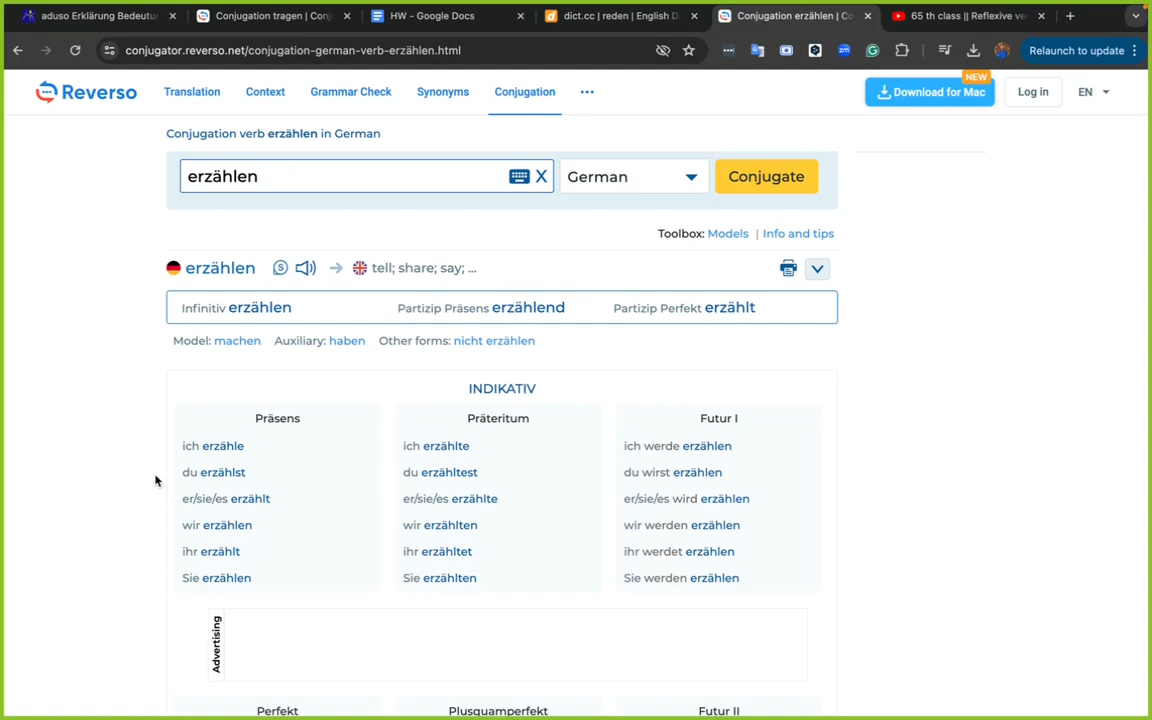 aduso Erklärung Bedeutu
Conjugation tragen | Conj
HW - Google Docs
dict.cc | reden | English D
Conjugation erzählen | Co
65 th class || Reflexive ve
conjugator.reverso.net/conjugation-german-verb-erzählen.html
Relaunch to update
Reverso
Translation
Context
Grammar Check
Synonyms
Conjugation
NEW
Download for Mac
Log in
EN
Conjugation verb erzählen in German
erzählen
X
German
Conjugate
Toolbox: Models | Info and tips
erzählen
tell; share; say; ...
Infinitiv erzählen
Partizip Präsens erzählend
Partizip Perfekt erzählt
Model: machen Auxiliary: haben Other forms: nicht erzählen
INDIKATIV
Präsens
ich erzähle
du erzählst
er/sie/es erzählt
wir erzählen
ihr erzählt
Sie erzählen
Präteritum
ich erzählte
du erzähltest
er/sie/es erzählte
wir erzählten
ihr erzähltet
Sie erzählten
Futur I
ich werde erzählen
du wirst erzählen
er/sie/es wird erzählen
wir werden erzählen
ihr werdet erzählen
Sie werden erzählen
Advertising
Perfekt
Plusquamperfekt
Futur II